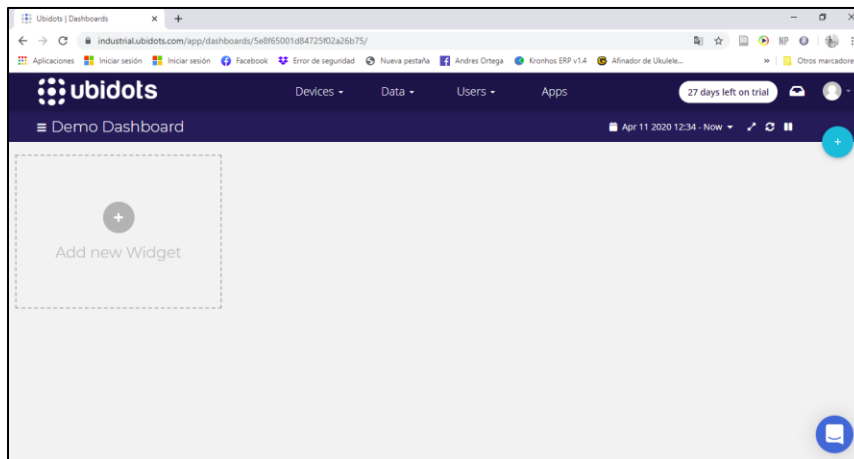 Ubidots | Dashboards
industrial.ubidots.com/app/dashboards/5e8f65001d84725f02a26b75/
NP
Aplicaciones Iniciar sesión Iniciar sesión Facebook Error de seguridad Nueva pestaña Andres Ortega Kronhos ERP v1.4 Afinador de Ukulele... » Otros marcadore
ubidots Devices Data Users Apps 27 days left on trial
Demo Dashboard Apr 11 2020 12:34 - Now
Add new Widget